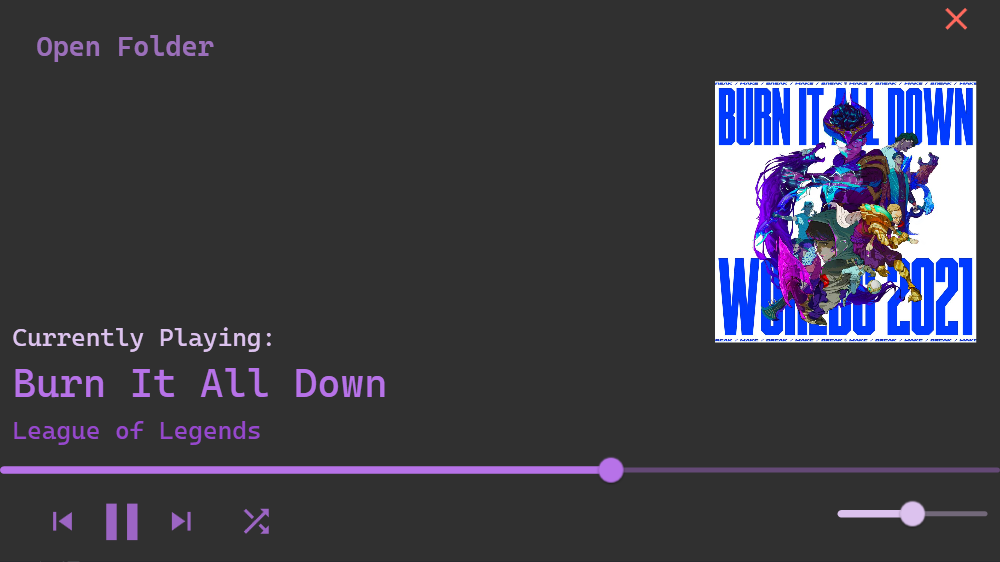 Open Folder
BURN IT ALL DOWN
WORLDS 2021
Currently Playing:
Burn It All Down
League of Legends